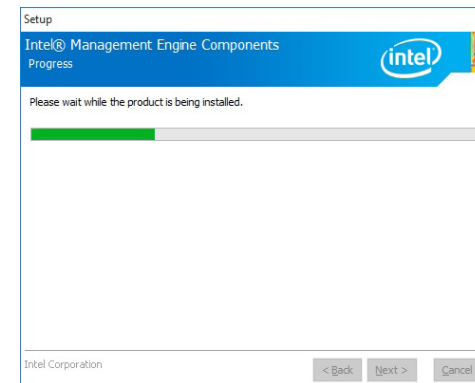 Setup
Intel® Management Engine Components
Progress
intel
Please wait while the product is being installed.
Intel Corporation
< Back
Next >
Cancel